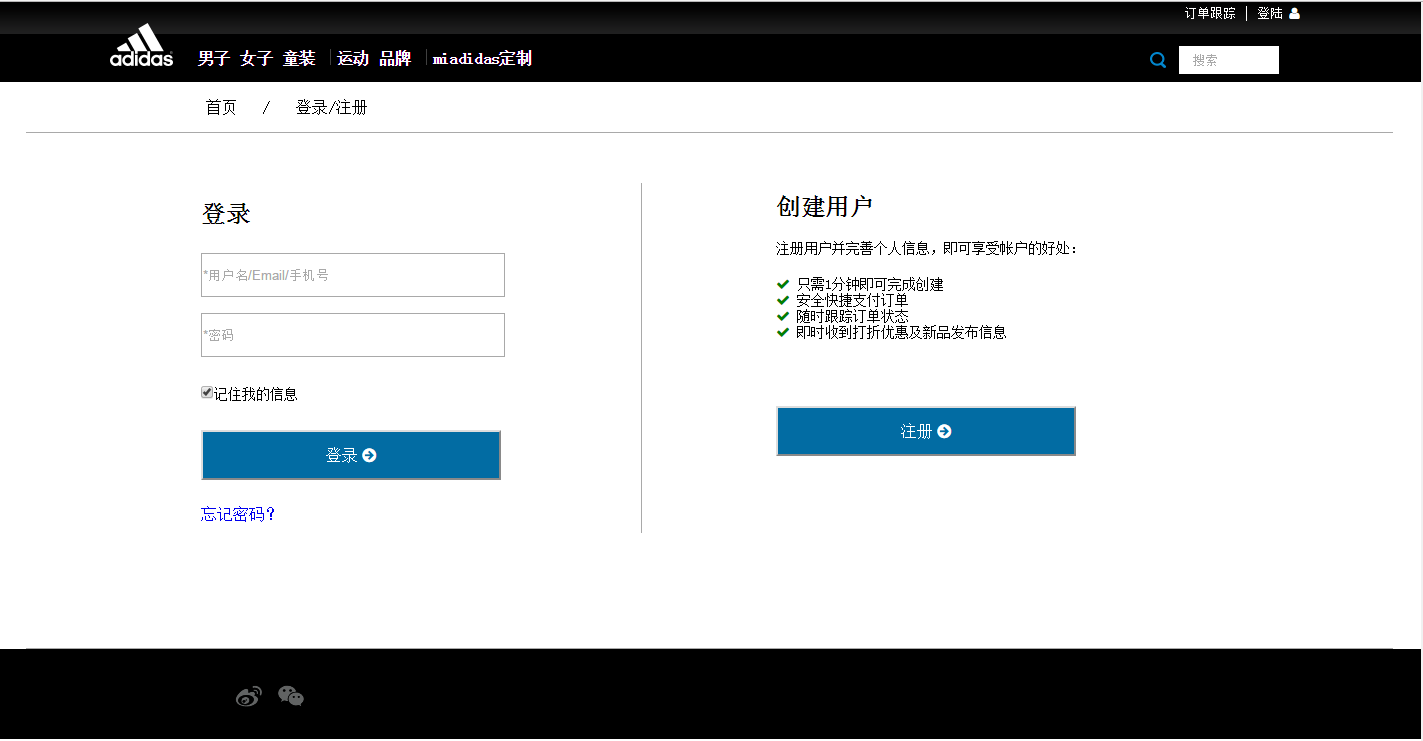 订单跟踪 | 登陆
adidas
男子 女子 童装 | 运动 品牌 | miadidas定制
搜索
首页 / 登录/注册
登录
*用户名/Email/手机号
*密码
记住我的信息
登录
忘记密码？
创建用户
注册用户并完善个人信息，即可享受帐户的好处：
只需1分钟即可完成创建
安全快捷支付订单
随时跟踪订单状态
即时收到打折优惠及新品发布信息
注册